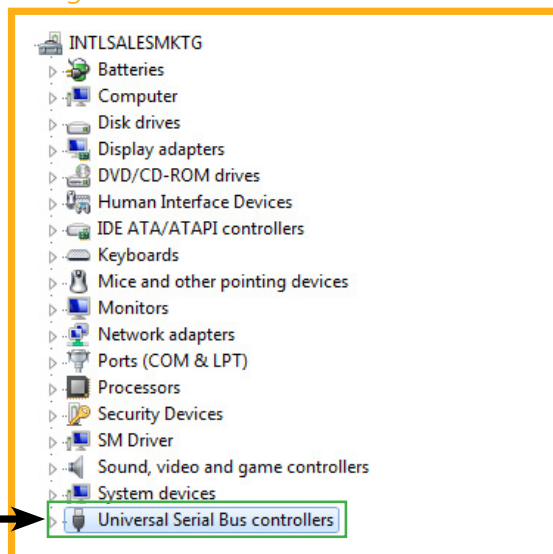 INTLSALESMKTG
Batteries
Computer
Disk drives
Display adapters
DVD/CD-ROM drives
Human Interface Devices
IDE ATA/ATAPI controllers
Keyboards
Mice and other pointing devices
Monitors
Network adapters
Ports (COM & LPT)
Processors
Security Devices
SM Driver
Sound, video and game controllers
System devices
Universal Serial Bus controllers